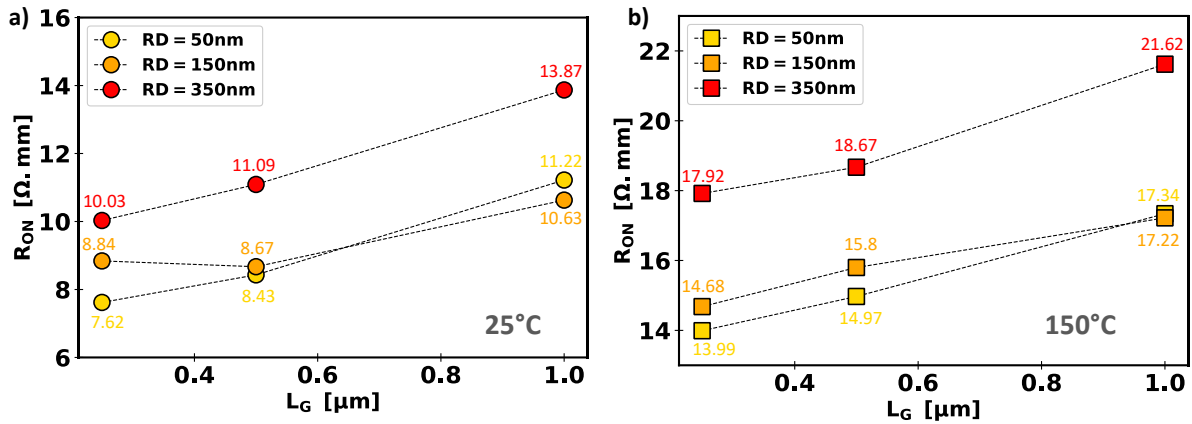 a)
16
14
12
10
8
6
R_ON [Ω. mm]
RD = 50nm
RD = 150nm
RD = 350nm
13.87
11.09
10.03
11.22
10.63
8.84
8.67
8.43
7.62
25°C
0.4
0.6
0.8
1.0
L_G [μm]
b)
22
20
18
16
14
R_ON [Ω. mm]
RD = 50nm
RD = 150nm
RD = 350nm
21.62
18.67
17.92
17.34
17.22
15.8
14.68
14.97
13.99
150°C
0.4
0.6
0.8
1.0
L_G [μm]